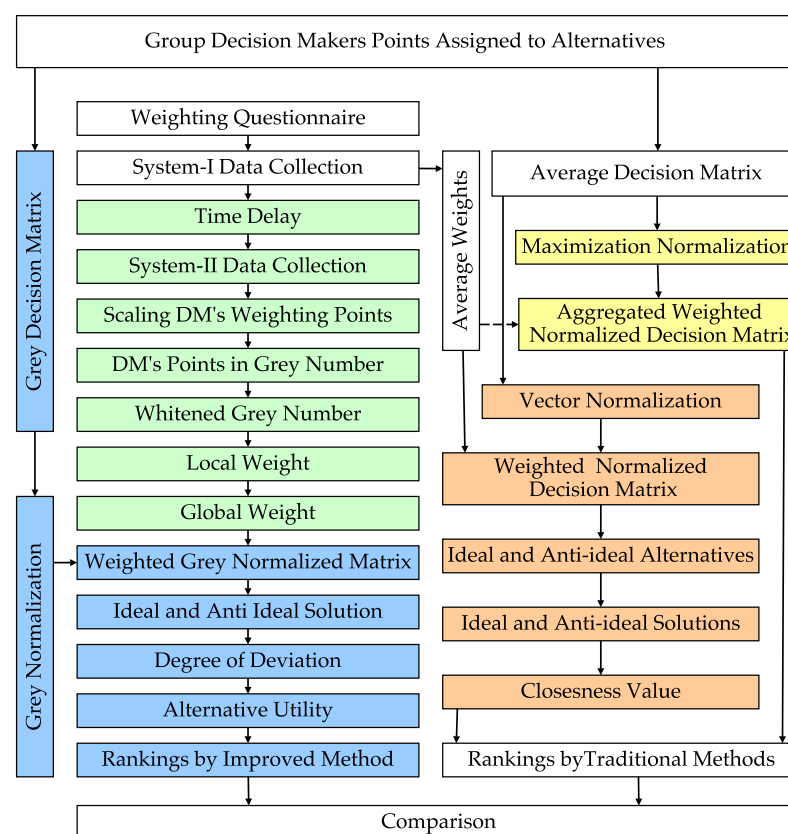 Group Decision Makers Points Assigned to Alternatives
Weighting Questionnaire
System-I Data Collection
Time Delay
System-II Data Collection
Scaling DM's Weighting Points
DM's Points in Grey Number
Whitened Grey Number
Local Weight
Global Weight
Weighted Grey Normalized Matrix
Ideal and Anti Ideal Solution
Degree of Deviation
Alternative Utility
Rankings by Improved Method
Grey Decision Matrix
Grey Normalization
Average Weights
Average Decision Matrix
Maximization Normalization
Aggregated Weighted
Normalized Decision Matrix
Vector Normalization
Weighted Normalized
Decision Matrix
Ideal and Anti-ideal Alternatives
Ideal and Anti-ideal Solutions
Closesness Value
Rankings byTraditional Methods
Comparison